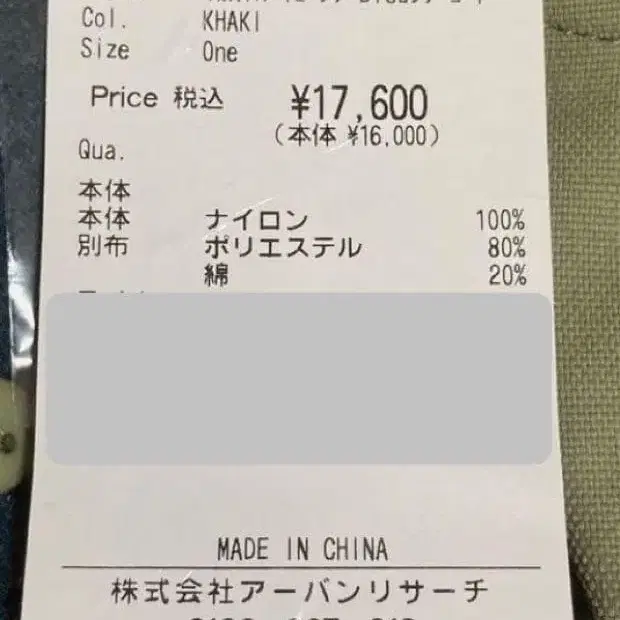 Col. KHAKI
Size One
Price 税込 ¥17,600
(本体 ¥16,000)
Qua.
本体
本体 ナイロン 100%
別布 ポリエステル 80%
綿 20%
MADE IN CHINA
株式会社アーバンリサーチ